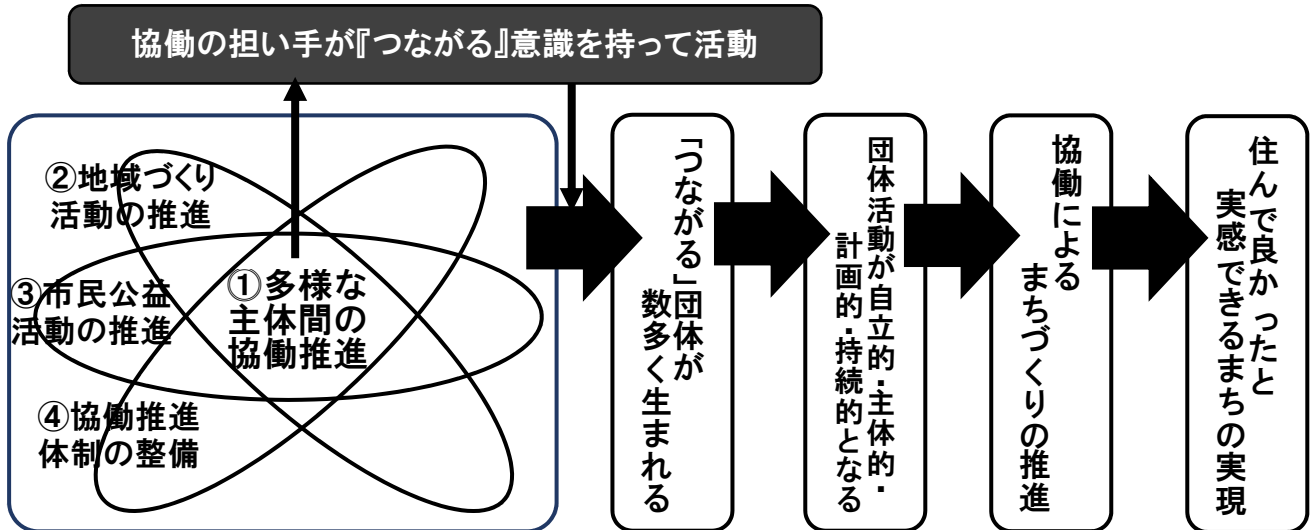 協働の担い手が『つながる』意識を持って活動
②地域づくり
活動の推進
③市民公益
活動の推進
①多様な
主体間の
協働推進
④協働推進
体制の整備
「つながる」団体が
数多く生まれる
団体活動が自立的・主体的・
計画的・持続的となる
協働による
まちづくりの推進
住んで良かったと
実感できるまちの実現